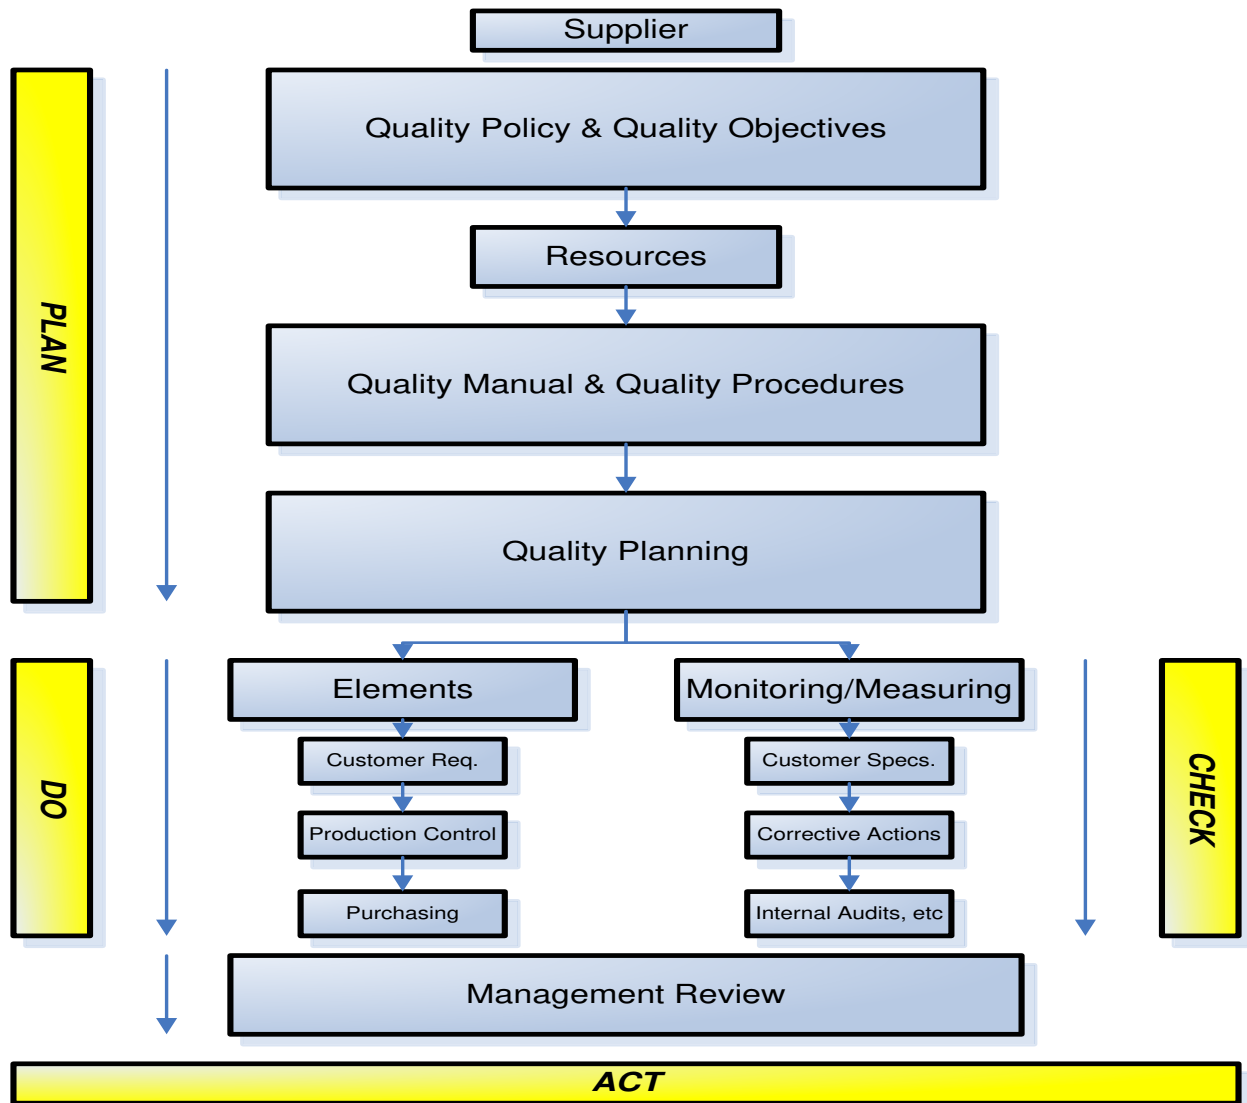 Supplier
Quality Policy & Quality Objectives
Resources
PLAN
Quality Manual & Quality Procedures
Quality Planning
Elements
Monitoring/Measuring
Customer Req.
Customer Specs.
DO
CHECK
Production Control
Corrective Actions
Purchasing
Internal Audits, etc
Management Review
ACT